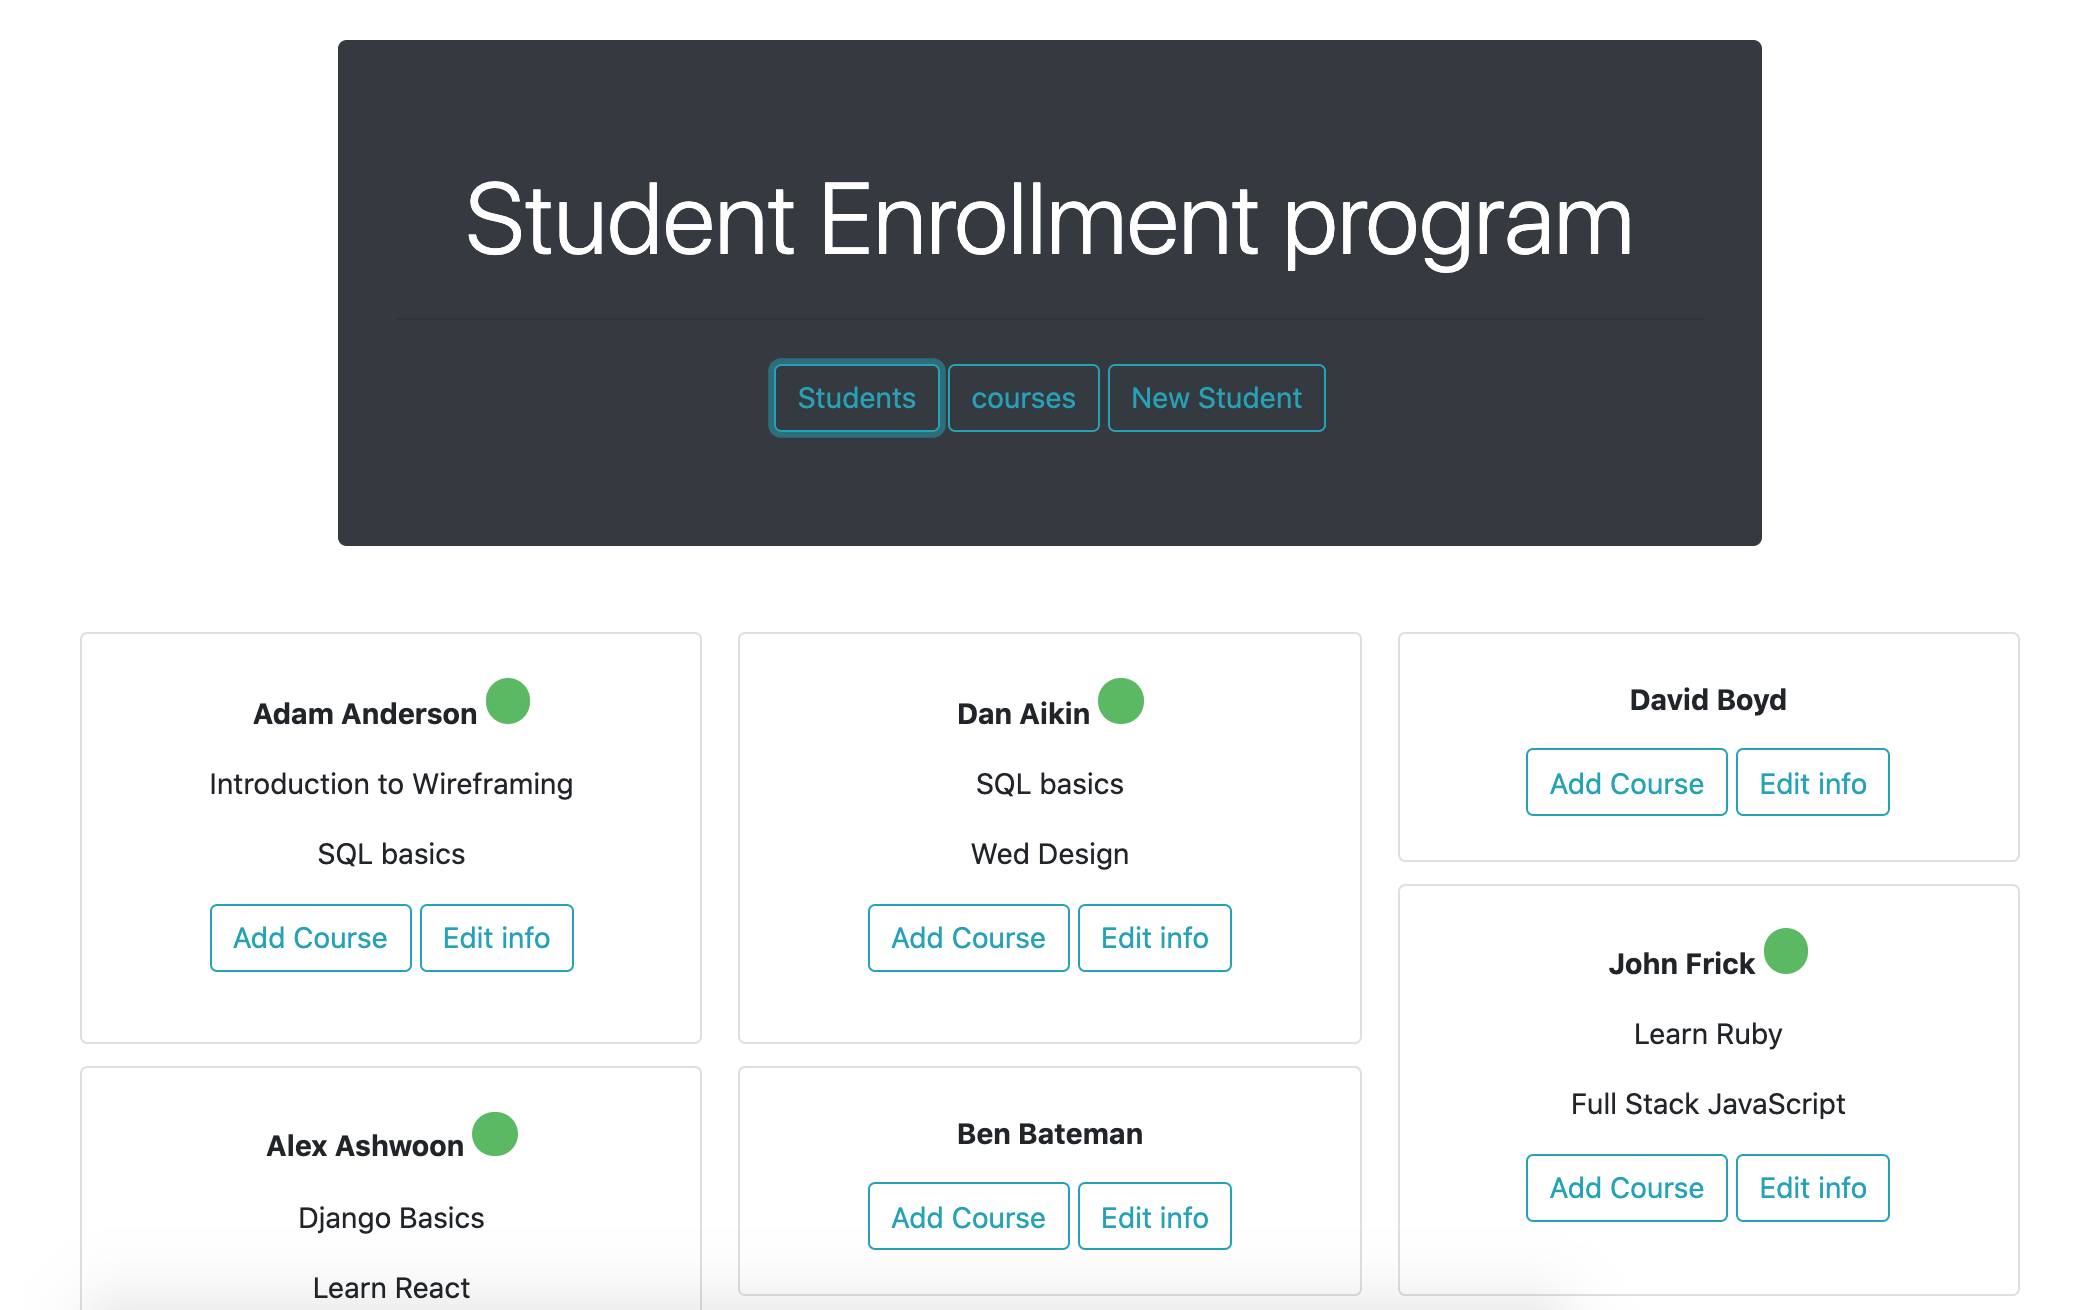 Student Enrollment program
Students courses New Student
Adam Anderson
Introduction to Wireframing
SQL basics
Add Course Edit info
Dan Aikin
SQL basics
Wed Design
Add Course Edit info
David Boyd
Add Course Edit info
John Frick
Learn Ruby
Full Stack JavaScript
Add Course Edit info
Alex Ashwoon
Django Basics
Learn React
Ben Bateman
Add Course Edit info